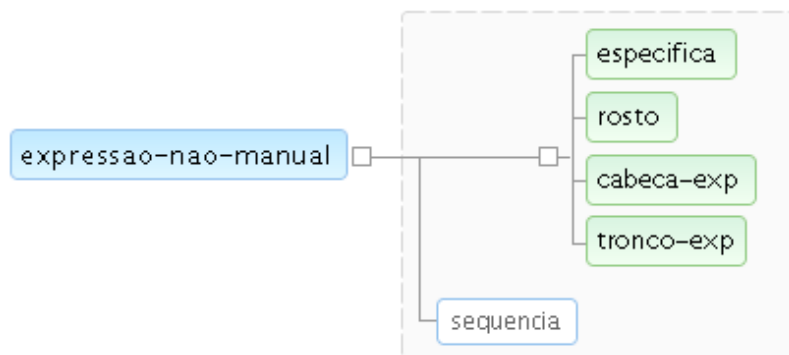 especifica
rosto
expressao-nao-manual
cabeca-exp
tronco-exp
sequencia